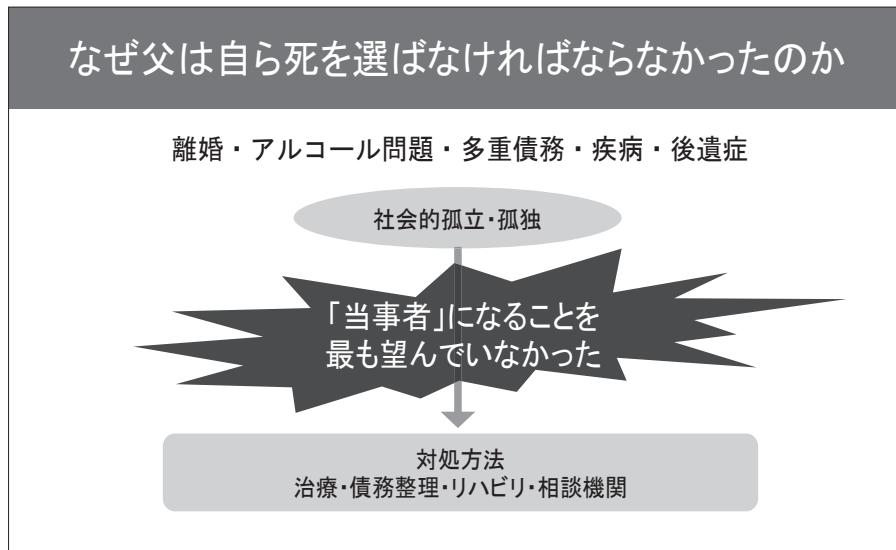 なぜ父は自ら死を選ばなければならなかったのか
離婚・アルコール問題・多重債務・疾病・後遺症
社会的孤立・孤独
「当事者」になることを
最も望んでいなかった
対処方法
治療・債務整理・リハビリ・相談機関